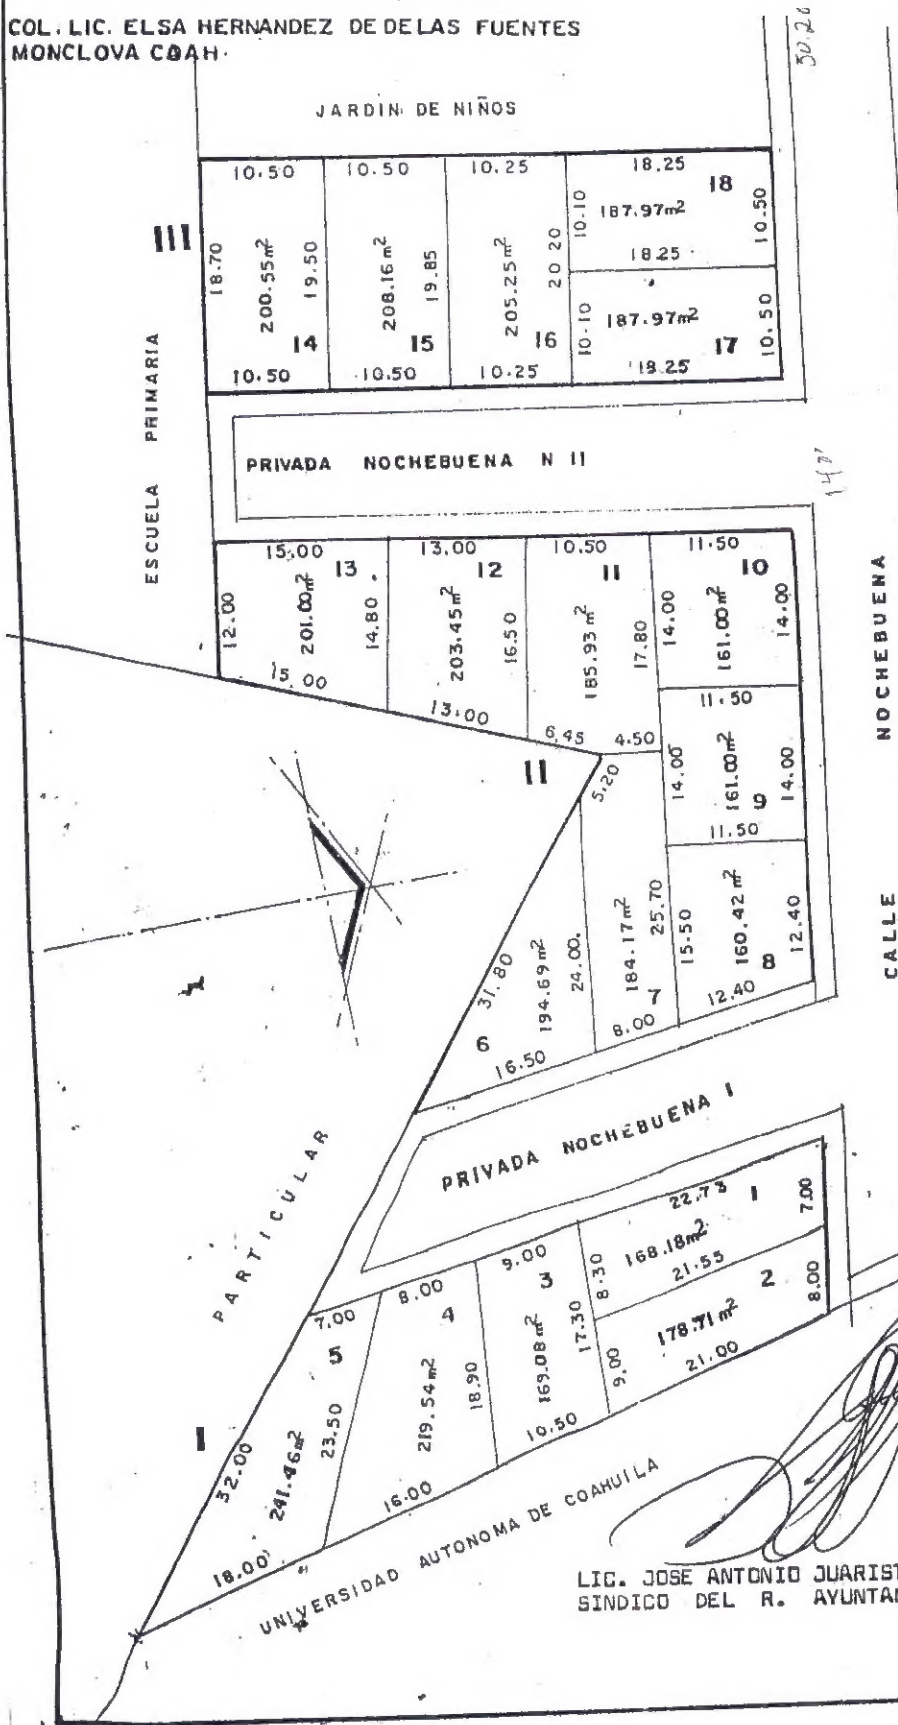 COL. LIC. ELSA HERNANDEZ DE DE LAS FUENTES
MONCLOVA COAH.
50.20
JARDIN DE NIÑOS
III
ESCUELA PRIMARIA
10.50
18.70
200.55m²
19.50
14
10.50
10.50
208.16m²
19.85
15
10.50
10.25
205.25m²
20 20
16
10.25
18.25
18
10.10
187.97m²
10.50
18.25
10.10
187.97m²
17
10.50
18.25
PRIVADA NOCHEBUENA N II
CALLE NOCHEBUENA
15.00
13
12.00
201.00m²
14.80
15.00
13.00
12
203.45m²
16.50
13.00
10.50
11
185.93m²
17.80
6.45
4.50
11.50
10
14.00
161.00m²
14.00
11.50
14.00
161.00m²
9
14.00
11.50
II
5.20
31.80
194.69m²
24.00
6
16.50
184.17m²
25.70
7
8.00
15.50
160.42m²
8
12.40
12.40
PRIVADA NOCHEBUENA I
PARTICULAR
22.73
1
7.00
8.30
168.18m²
21.55
2
8.00
9.00
178.71m²
21.00
9.00
3
169.08m²
17.30
10.50
8.00
4
219.54m²
18.90
16.00
7.00
5
241.46m²
23.50
18.00
I
32.00
UNIVERSIDAD AUTONOMA DE COAHUILA
LIC. JOSE ANTONIO JUARIST
SINDICO DEL R. AYUNTAM